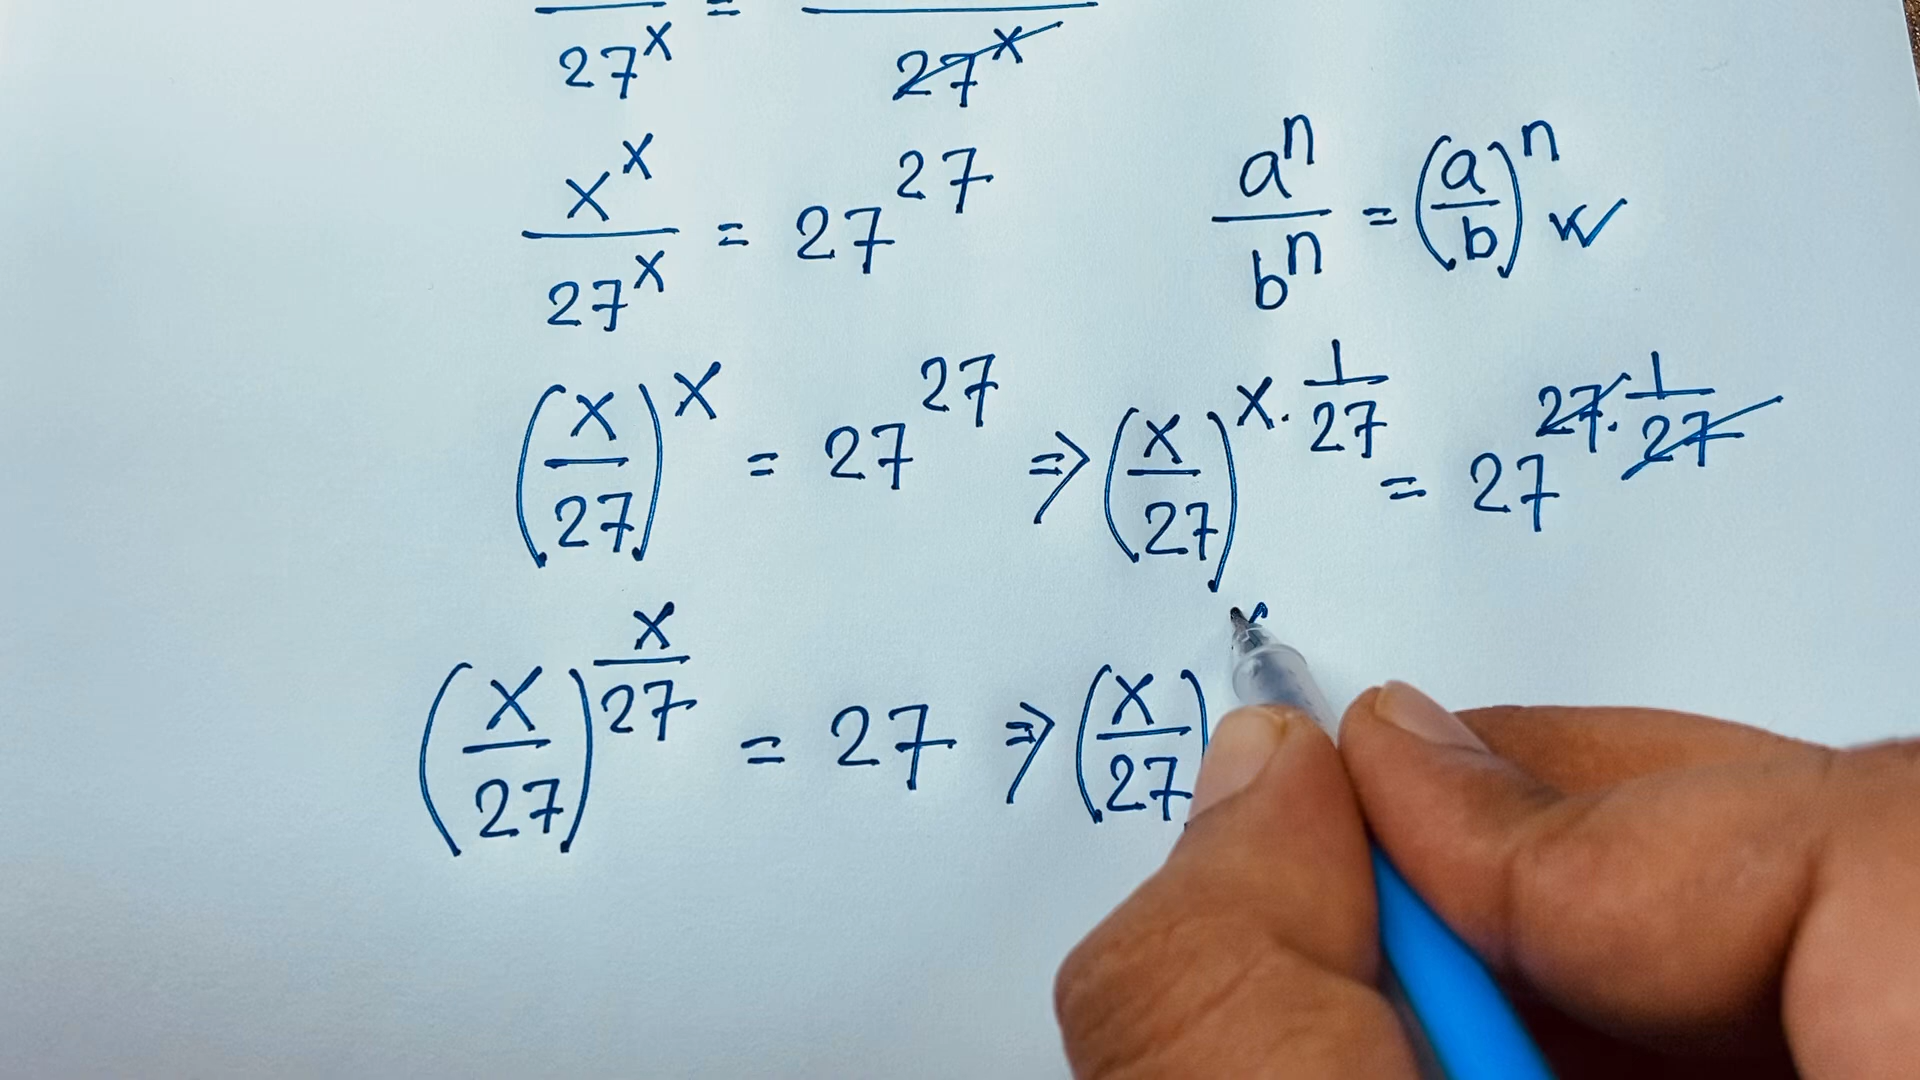 /27^x = /27^x
x^x/27^x = 27^27
a^n/b^n = (a/b)^n
(x/27)^x = 27^27 ⇒ (x/27)^(x·1/27) = 27^(27·1/27)
(x/27)^(x/27) = 27 ⇒ (x/27)